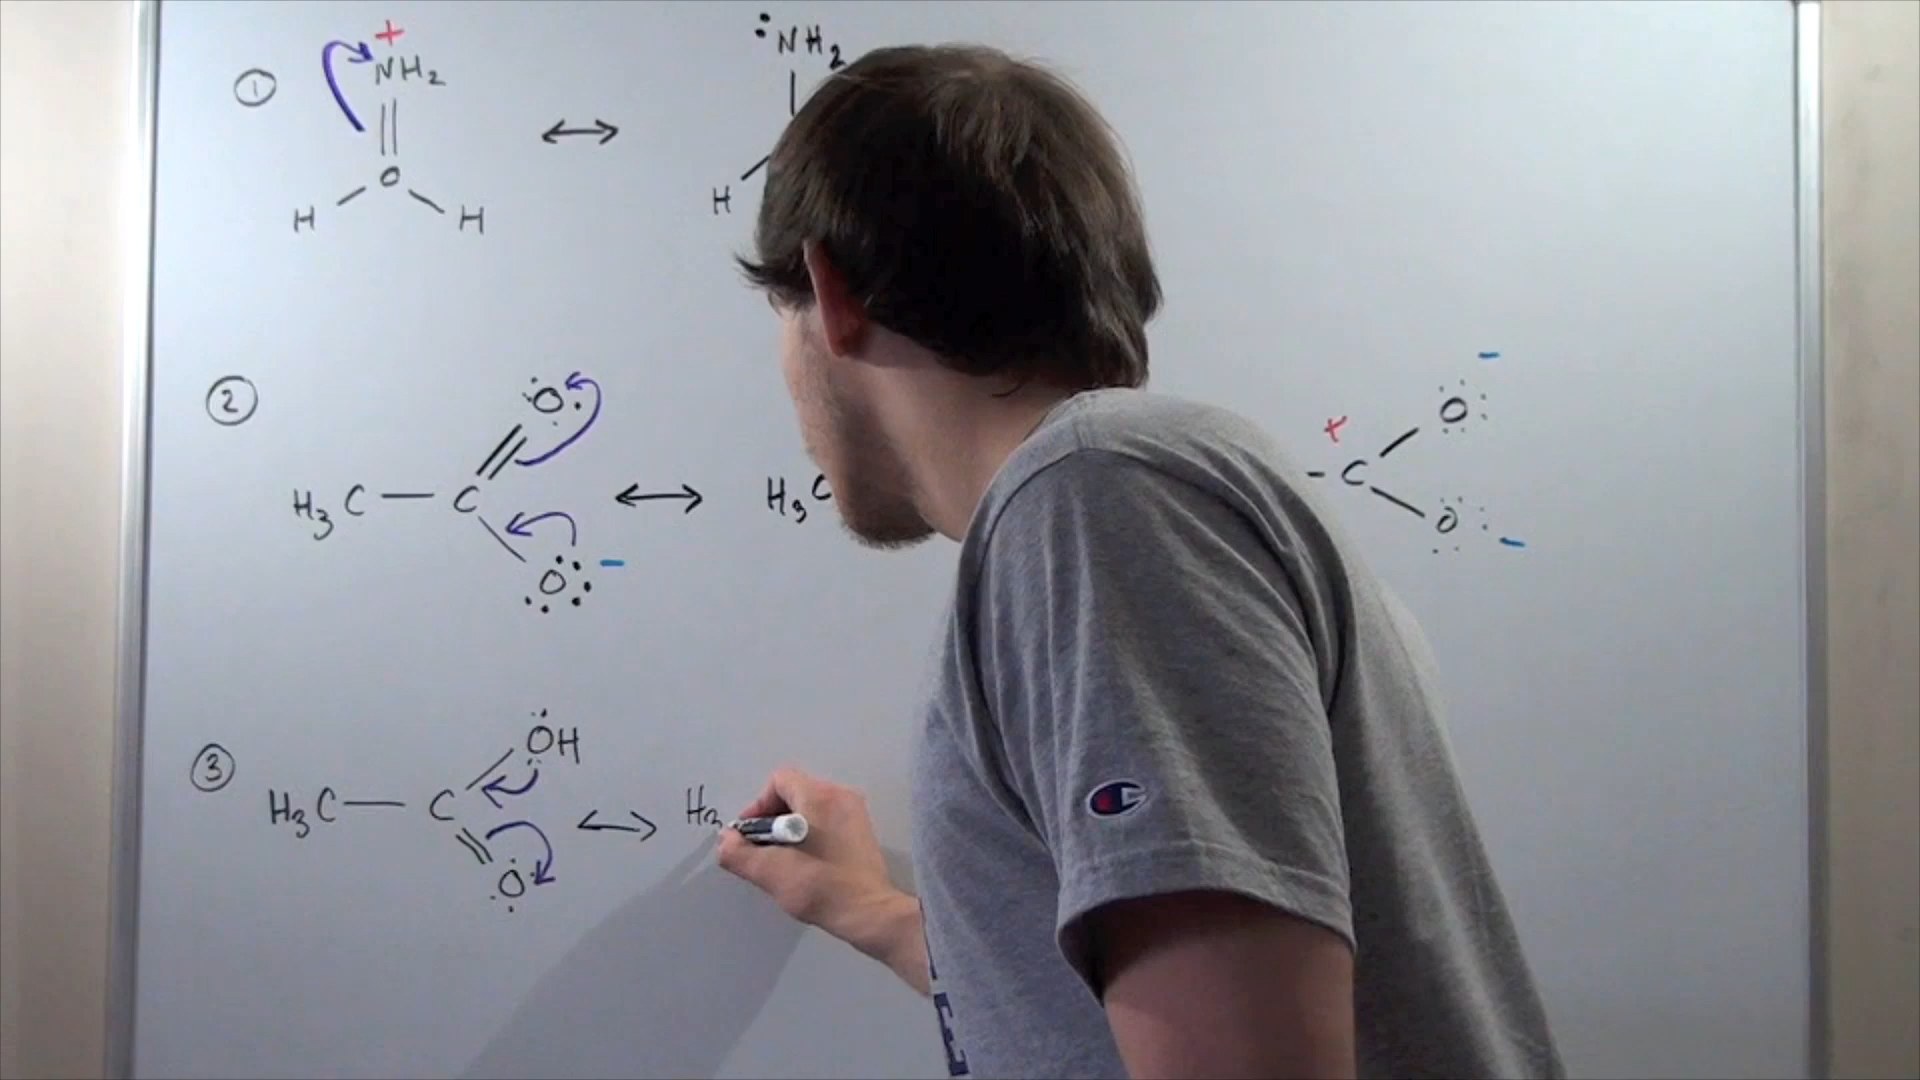 ①
+
NH2
O
H H
↔
:NH2
H
②
H3C — C
O
O −
↔
H3C
+
- C
O −
O −
③
H3C — C
OH
O
↔
H3
E